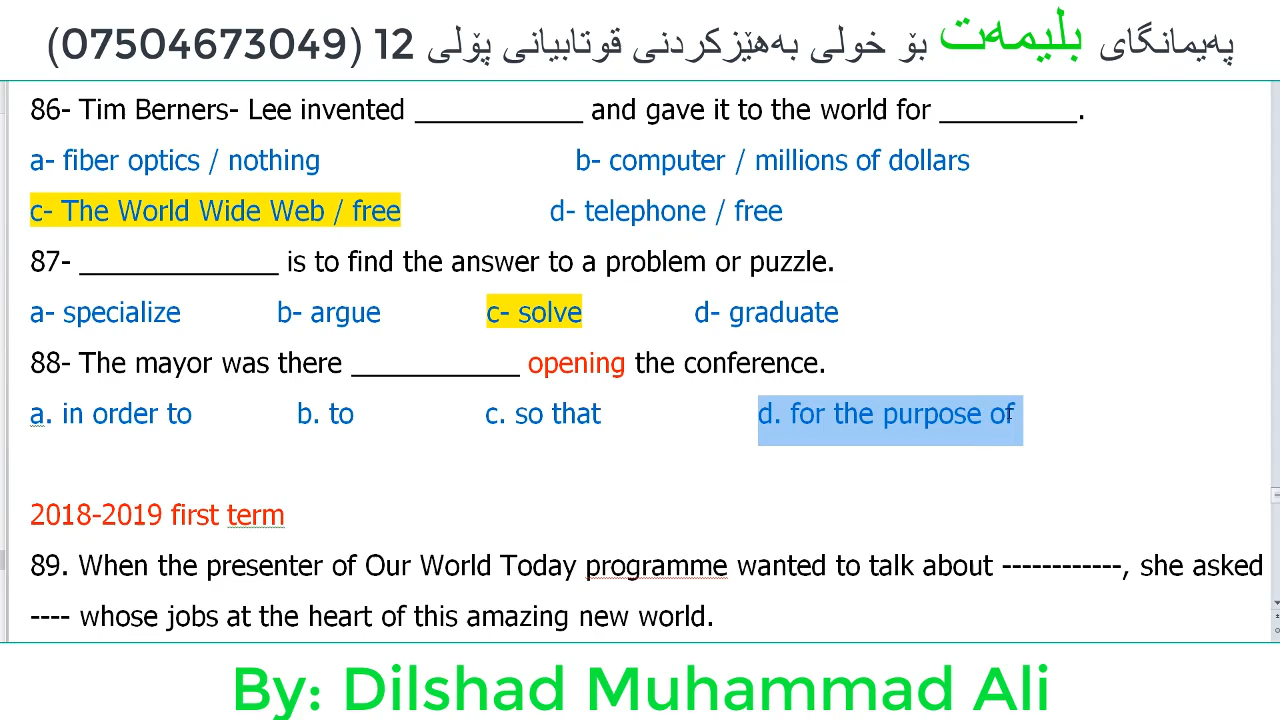 پەیمانگای بلیمەت بۆ خولی بەهێزکردنی قوتابیانی پۆلی 12 (07504673049)
86- Tim Berners- Lee invented ____________ and gave it to the world for __________.
a- fiber optics / nothing b- computer / millions of dollars
c- The World Wide Web / free d- telephone / free
87- ______________ is to find the answer to a problem or puzzle.
a- specialize b- argue c- solve d- graduate
88- The mayor was there ____________ opening the conference.
a. in order to b. to c. so that d. for the purpose of
2018-2019 first term
89. When the presenter of Our World Today programme wanted to talk about ------------, she asked
---- whose jobs at the heart of this amazing new world.
By: Dilshad Muhammad Ali